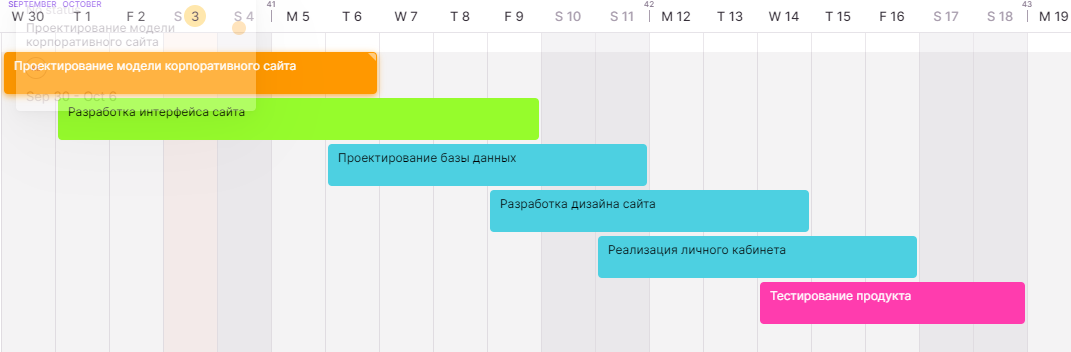 SEPTEMBER OCTOBER 41 42 43
W 30 T 1 F 2 S 3 S 4 M 5 T 6 W 7 T 8 F 9 S 10 S 11 M 12 T 13 W 14 T 15 F 16 S 17 S 18 M 19
Проектирование модели
корпоративного сайта
Проектирование модели корпоративного сайта
Sep 30 - Oct 6
Разработка интерфейса сайта
Проектирование базы данных
Разработка дизайна сайта
Реализация личного кабинета
Тестирование продукта